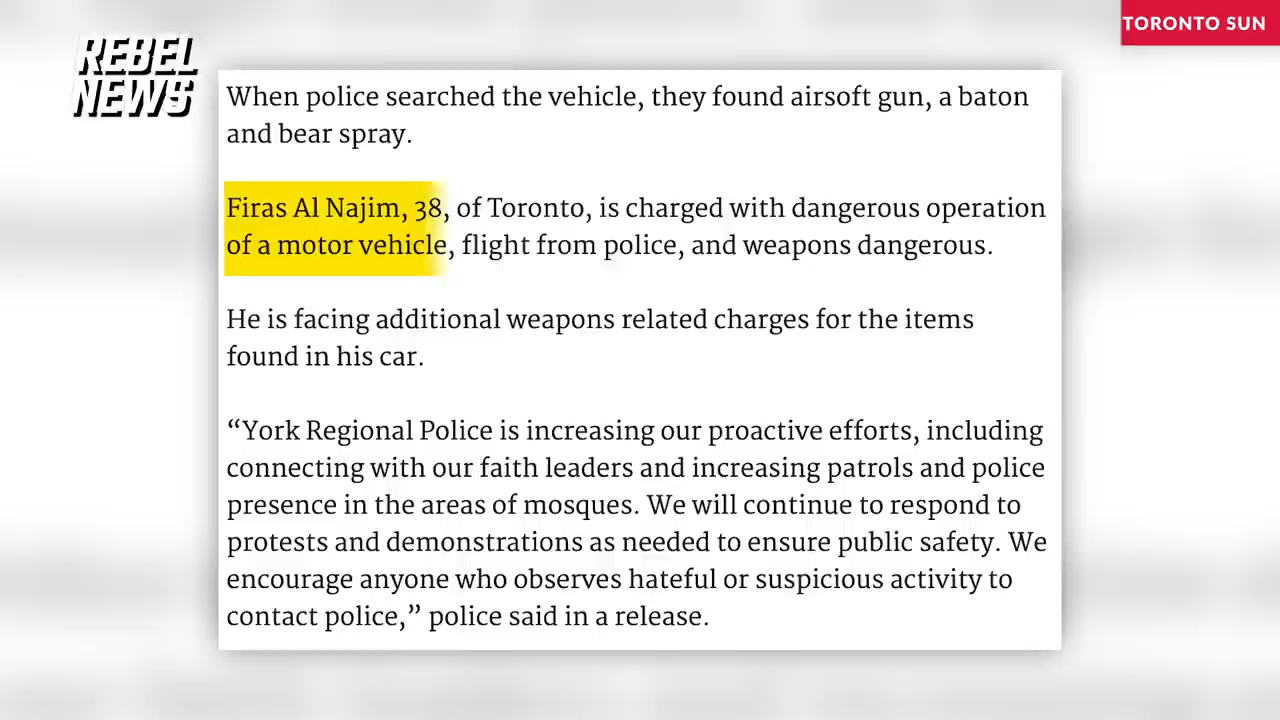 TORONTO SUN
REBEL
NEWS
When police searched the vehicle, they found airsoft gun, a baton
and bear spray.
Firas Al Najim, 38, of Toronto, is charged with dangerous operation
of a motor vehicle, flight from police, and weapons dangerous.
He is facing additional weapons related charges for the items
found in his car.
“York Regional Police is increasing our proactive efforts, including
connecting with our faith leaders and increasing patrols and police
presence in the areas of mosques. We will continue to respond to
protests and demonstrations as needed to ensure public safety. We
encourage anyone who observes hateful or suspicious activity to
contact police,” police said in a release.